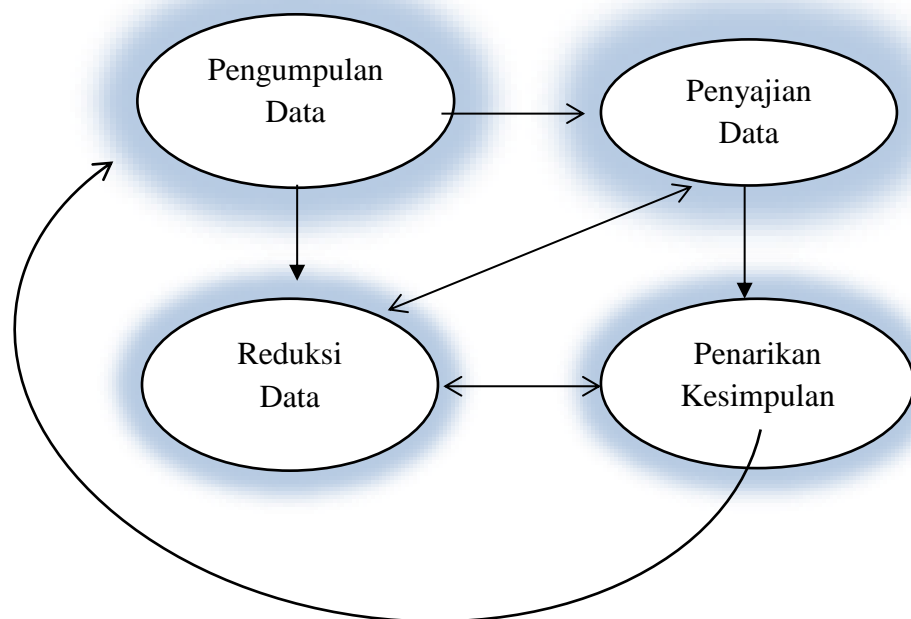 Pengumpulan
Data
Penyajian
Data
Reduksi
Data
Penarikan
Kesimpulan